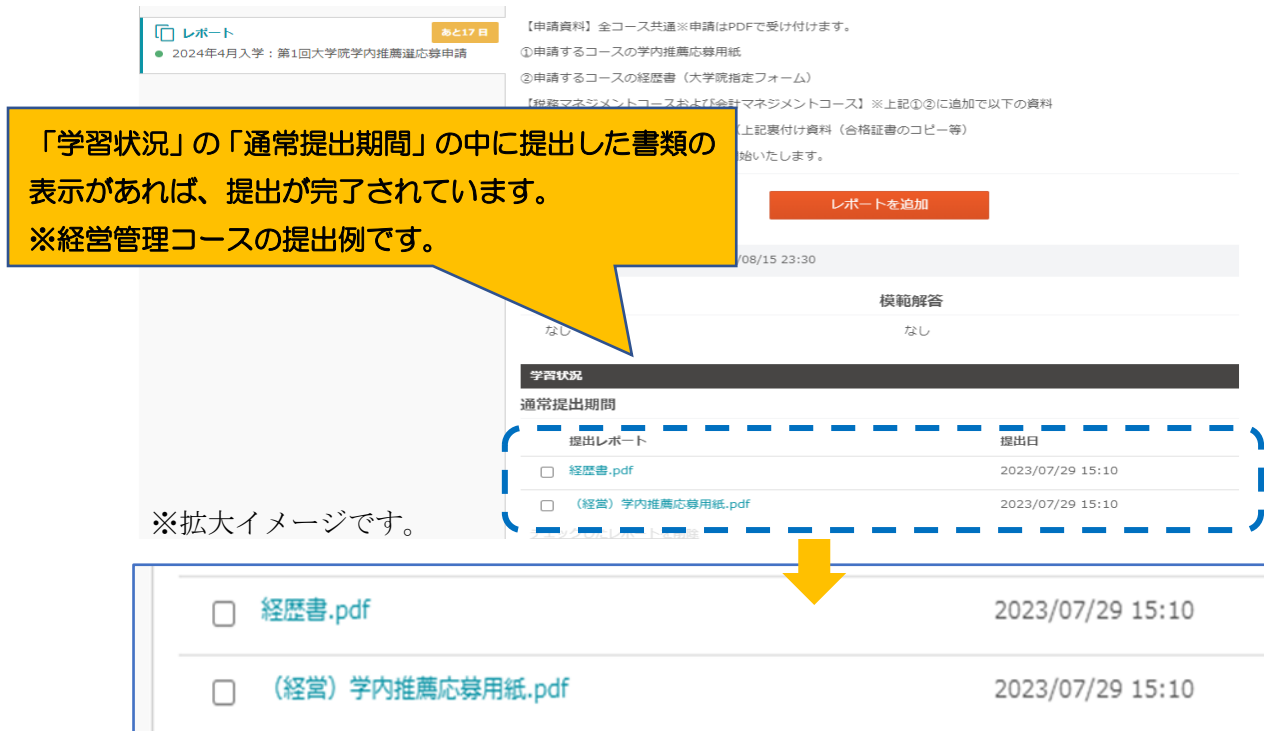 レポート
あと17日
2024年4月入学：第1回大学院学内推薦選応募申請
【申請資料】全コース共通※申請はPDFで受け付けます。
①申請するコースの学内推薦応募用紙
②申請するコースの経歴書（大学院指定フォーム）
【税務マネジメントコースおよび会計マネジメントコース】※上記①②に追加で以下の資料
上記裏付け資料（合格証書のコピー等）
始いたします。
「学習状況」の「通常提出期間」の中に提出した書類の
表示があれば、提出が完了されています。
※経営管理コースの提出例です。
レポートを追加
/08/15 23:30
模範解答
なし
なし
学習状況
通常提出期間
提出レポート 提出日
経歴書.pdf 2023/07/29 15:10
（経営）学内推薦応募用紙.pdf 2023/07/29 15:10
チェックしたレポートを削除
※拡大イメージです。
経歴書.pdf 2023/07/29 15:10
（経営）学内推薦応募用紙.pdf 2023/07/29 15:10